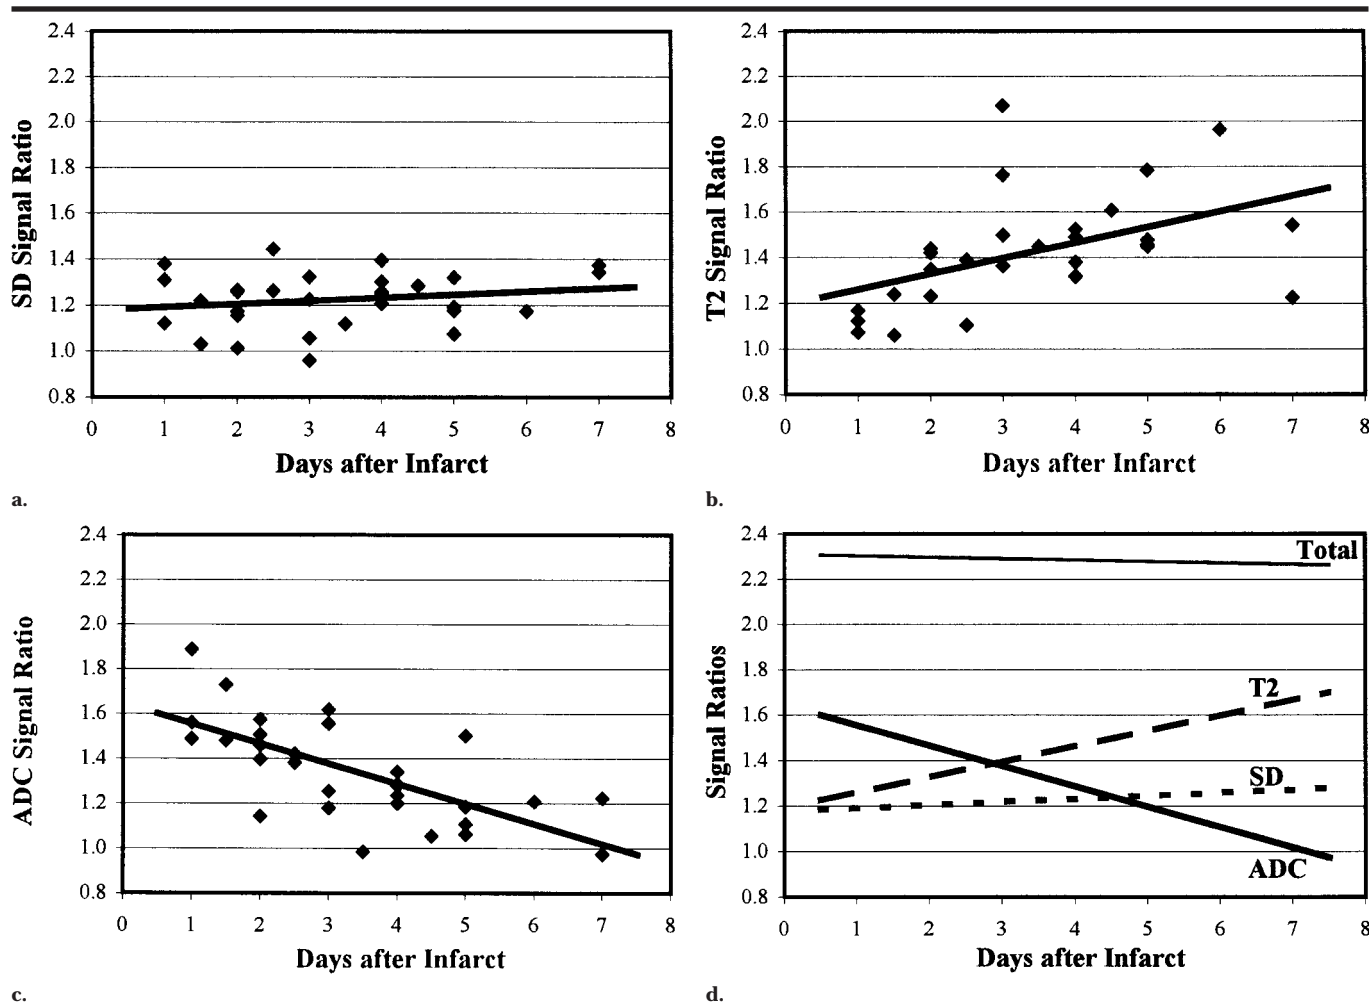 2.4
2.2
2.0
1.8
1.6
1.4
1.2
1.0
0.8
SD Signal Ratio
0 1 2 3 4 5 6 7 8
Days after Infarct
a.
2.4
2.2
2.0
1.8
1.6
1.4
1.2
1.0
0.8
T2 Signal Ratio
0 1 2 3 4 5 6 7 8
Days after Infarct
b.
2.4
2.2
2.0
1.8
1.6
1.4
1.2
1.0
0.8
ADC Signal Ratio
0 1 2 3 4 5 6 7 8
Days after Infarct
c.
2.4
2.2
2.0
1.8
1.6
1.4
1.2
1.0
0.8
Signal Ratios
Total
T2
SD
ADC
0 1 2 3 4 5 6 7 8
Days after Infarct
d.